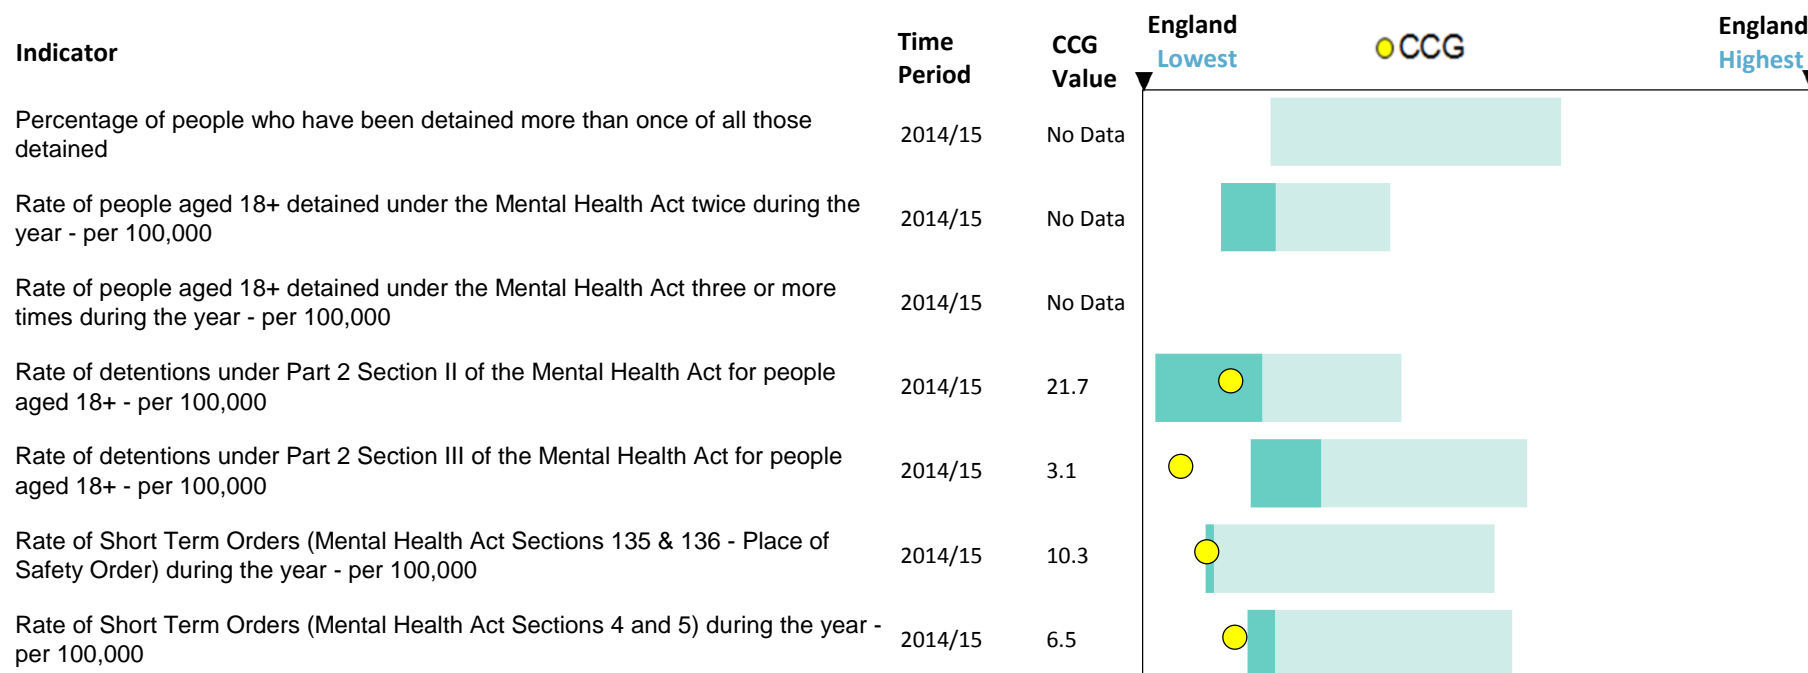 Indicator
Time Period
CCG Value
England Lowest
CCG
England Highest
Percentage of people who have been detained more than once of all those
detained
2014/15
No Data
Rate of people aged 18+ detained under the Mental Health Act twice during the
year - per 100,000
2014/15
No Data
Rate of people aged 18+ detained under the Mental Health Act three or more
times during the year - per 100,000
2014/15
No Data
Rate of detentions under Part 2 Section II of the Mental Health Act for people
aged 18+ - per 100,000
2014/15
21.7
Rate of detentions under Part 2 Section III of the Mental Health Act for people
aged 18+ - per 100,000
2014/15
3.1
Rate of Short Term Orders (Mental Health Act Sections 135 & 136 - Place of
Safety Order) during the year - per 100,000
2014/15
10.3
Rate of Short Term Orders (Mental Health Act Sections 4 and 5) during the year -
per 100,000
2014/15
6.5